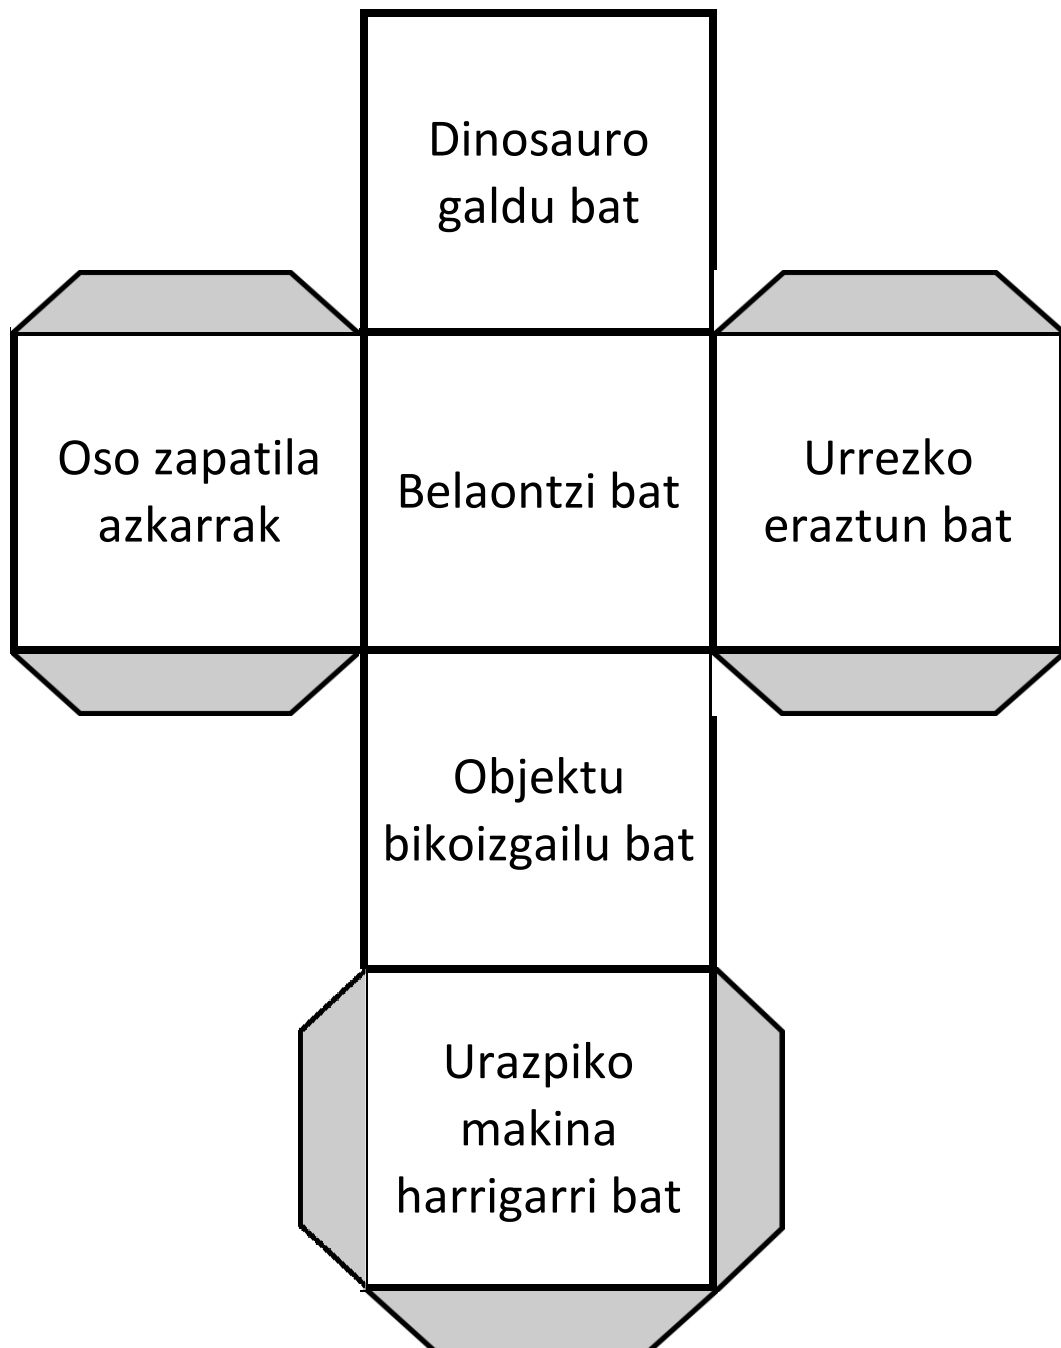 Dinosauro
galdu bat
Oso zapatila
azkarrak
Belaontzi bat
Urrezko
eraztun bat
Objektu
bikoizgailu bat
Urazpiko
makina
harrigarri bat